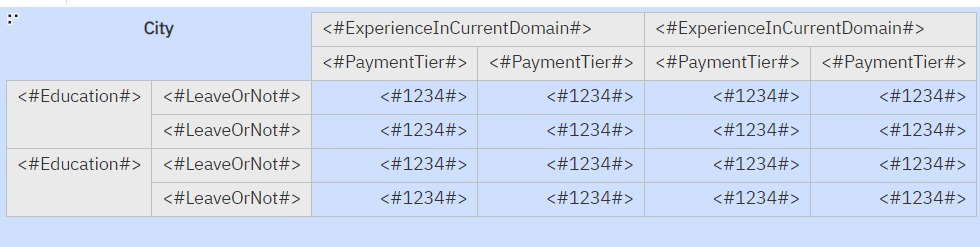 City <#ExperienceInCurrentDomain#> <#ExperienceInCurrentDomain#>
<#PaymentTier#> <#PaymentTier#> <#PaymentTier#> <#PaymentTier#>
<#Education#> <#LeaveOrNot#> <#1234#> <#1234#> <#1234#> <#1234#>
<#LeaveOrNot#> <#1234#> <#1234#> <#1234#> <#1234#>
<#Education#> <#LeaveOrNot#> <#1234#> <#1234#> <#1234#> <#1234#>
<#LeaveOrNot#> <#1234#> <#1234#> <#1234#> <#1234#>